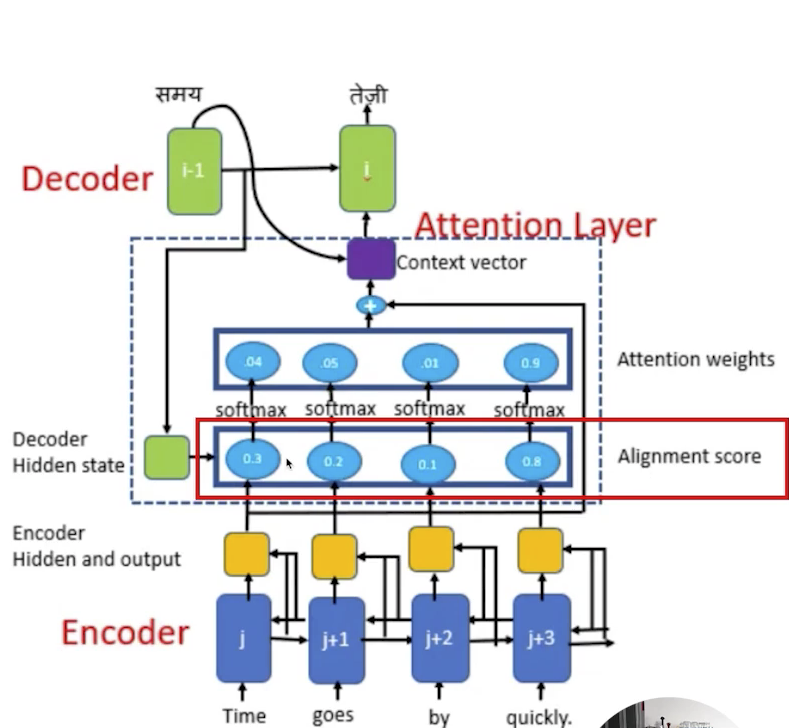 समय
तेज़ी
i-1
i
Decoder
Attention Layer
Context vector
+
.04
.05
.01
0.9
Attention weights
softmax softmax softmax softmax
Decoder
Hidden state
0.3
0.2
0.1
0.8
Alignment score
Encoder
Hidden and output
Encoder
j
j+1
j+2
j+3
Time
goes
by
quickly.